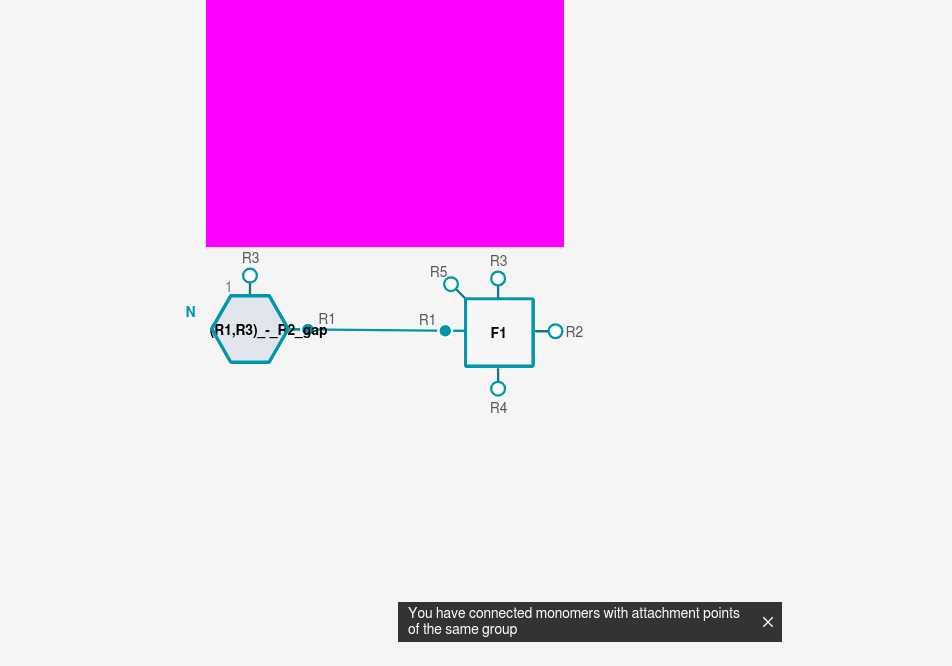 R3
R3
R5
1
N
R1
R1
(R1,R3)_-_R2_gap
F1
R2
R4
You have connected monomers with attachment points
of the same group